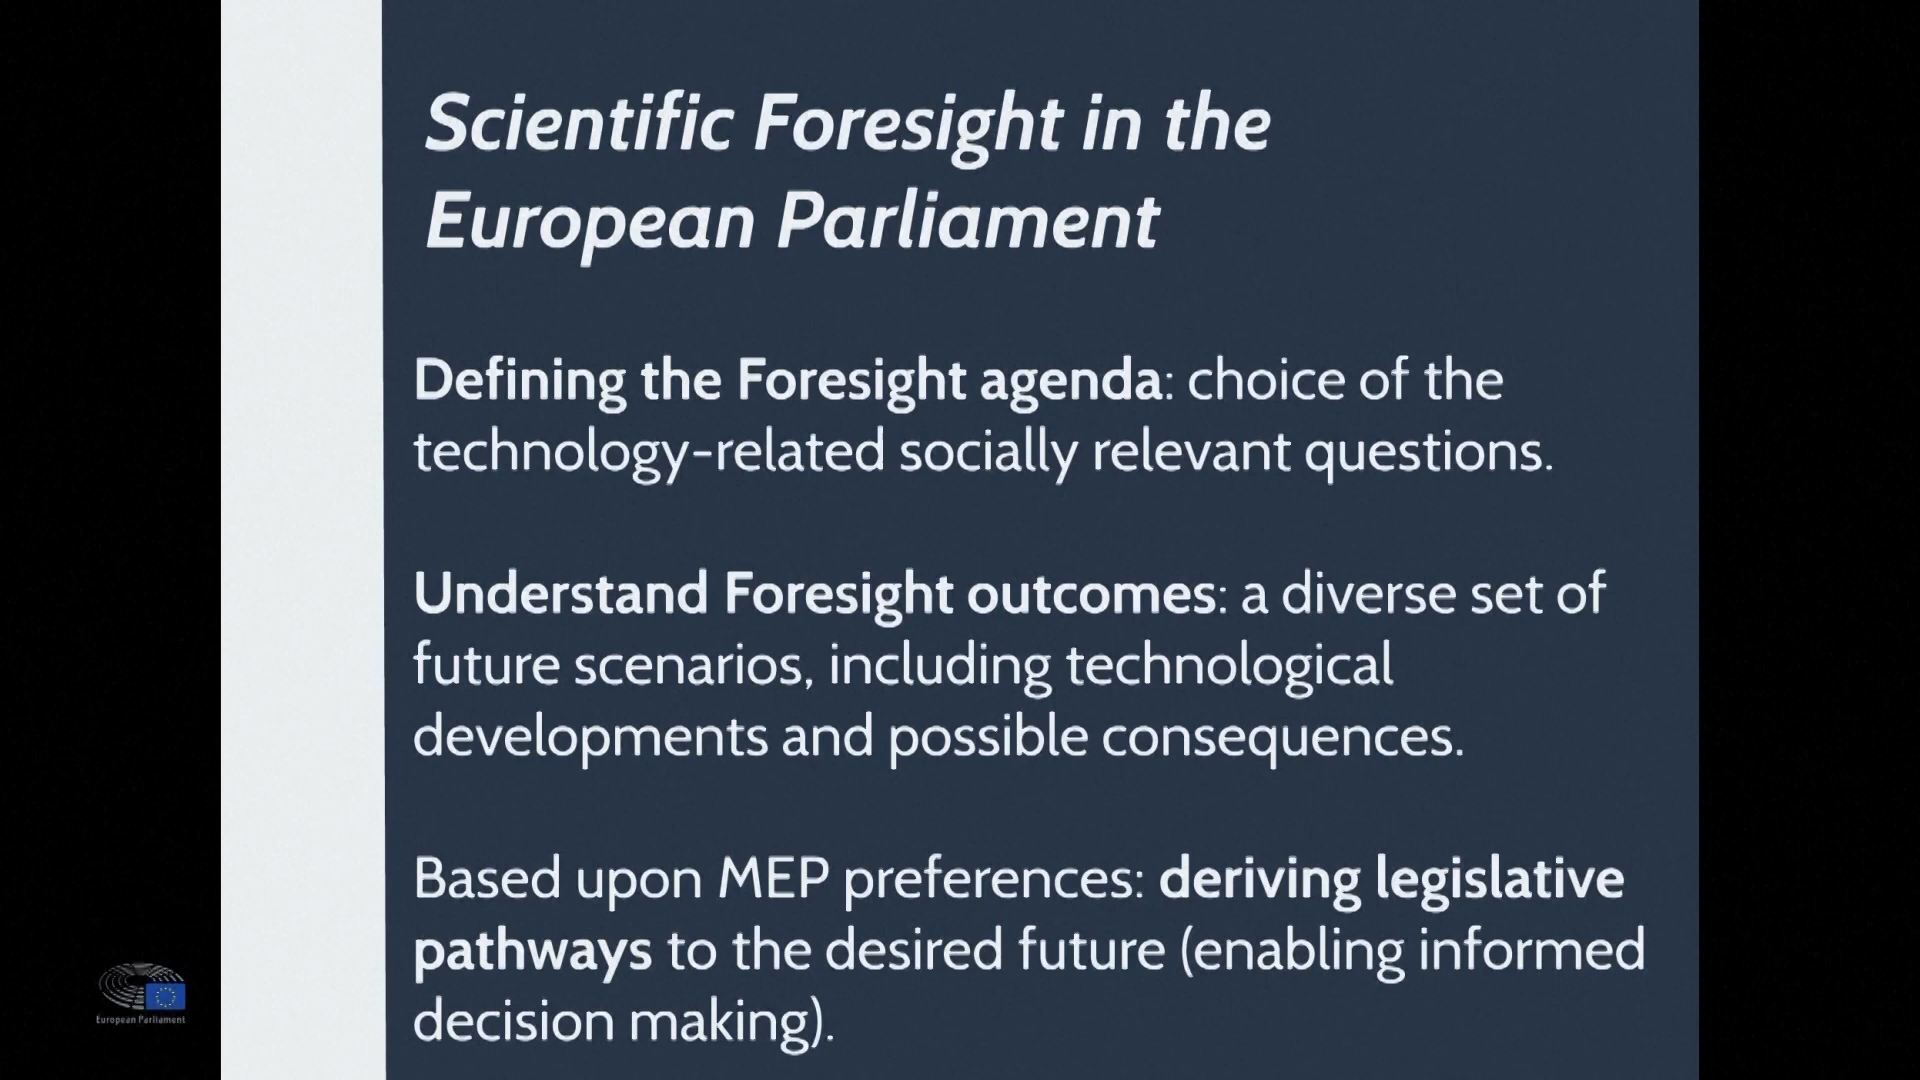 Scientific Foresight in the
European Parliament
Defining the Foresight agenda: choice of the
technology-related socially relevant questions.
Understand Foresight outcomes: a diverse set of
future scenarios, including technological
developments and possible consequences.
Based upon MEP preferences: deriving legislative
pathways to the desired future (enabling informed
decision making).
European Parliament